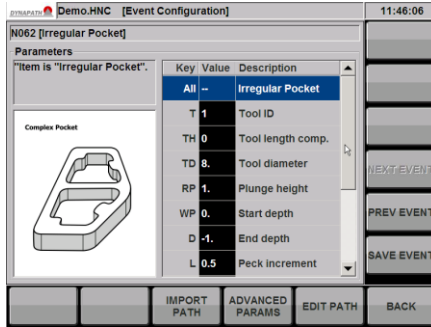 DYNAPATH Demo.HNC [Event Configuration] 11:46:06
N062 [Irregular Pocket]
Parameters
"Item is "Irregular Pocket".
Key Value Description
All -- Irregular Pocket
T 1 Tool ID
TH 0 Tool length comp.
TD 8. Tool diameter
RP 1. Plunge height
WP 0. Start depth
D -1. End depth
L 0.5 Peck increment
Complex Pocket
NEXT EVENT
PREV EVENT
SAVE EVENT
IMPORT PATH
ADVANCED PARAMS
EDIT PATH
BACK